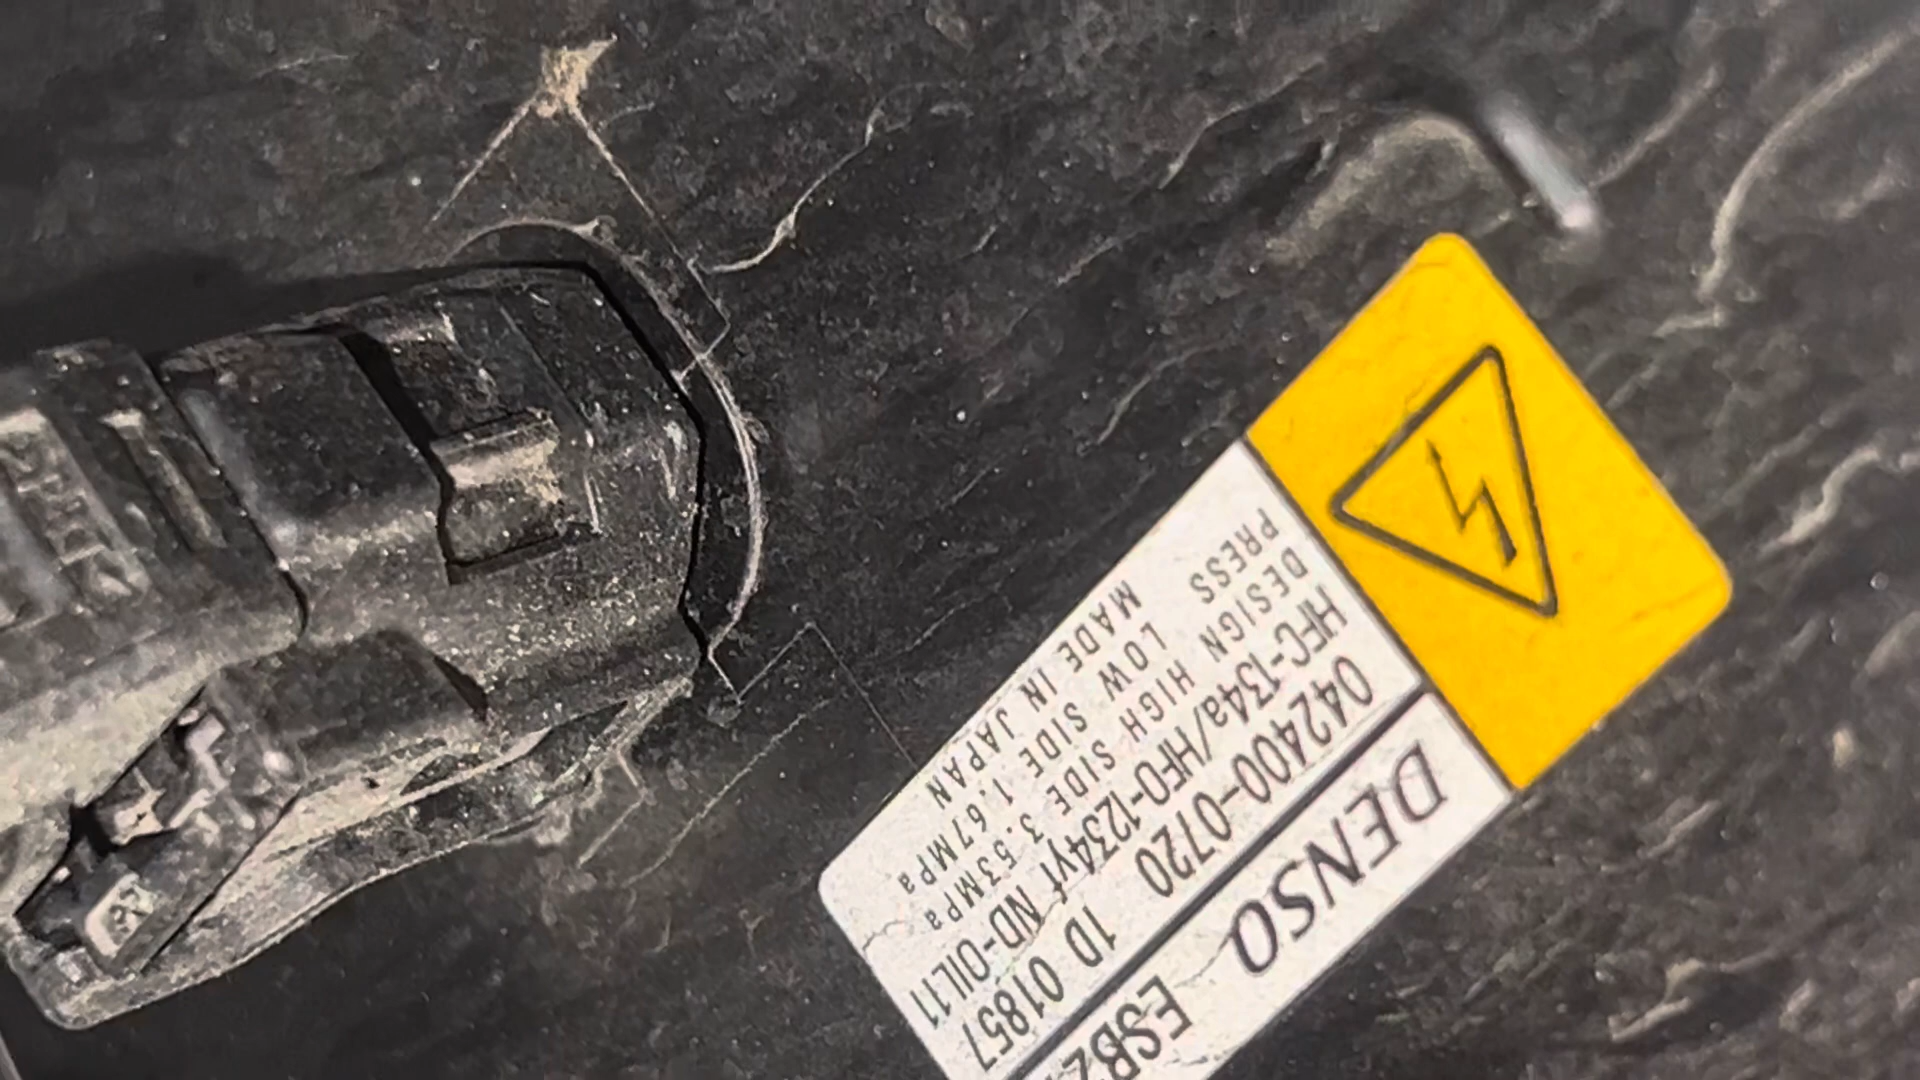 DENSO ESB2
042400-0720 1D 01857
HFC-134a/HFO-1234yf ND-OIL11
DESIGN HIGH SIDE 3.53MPa
PRESS LOW SIDE 1.67MPa
MADE IN JAPAN